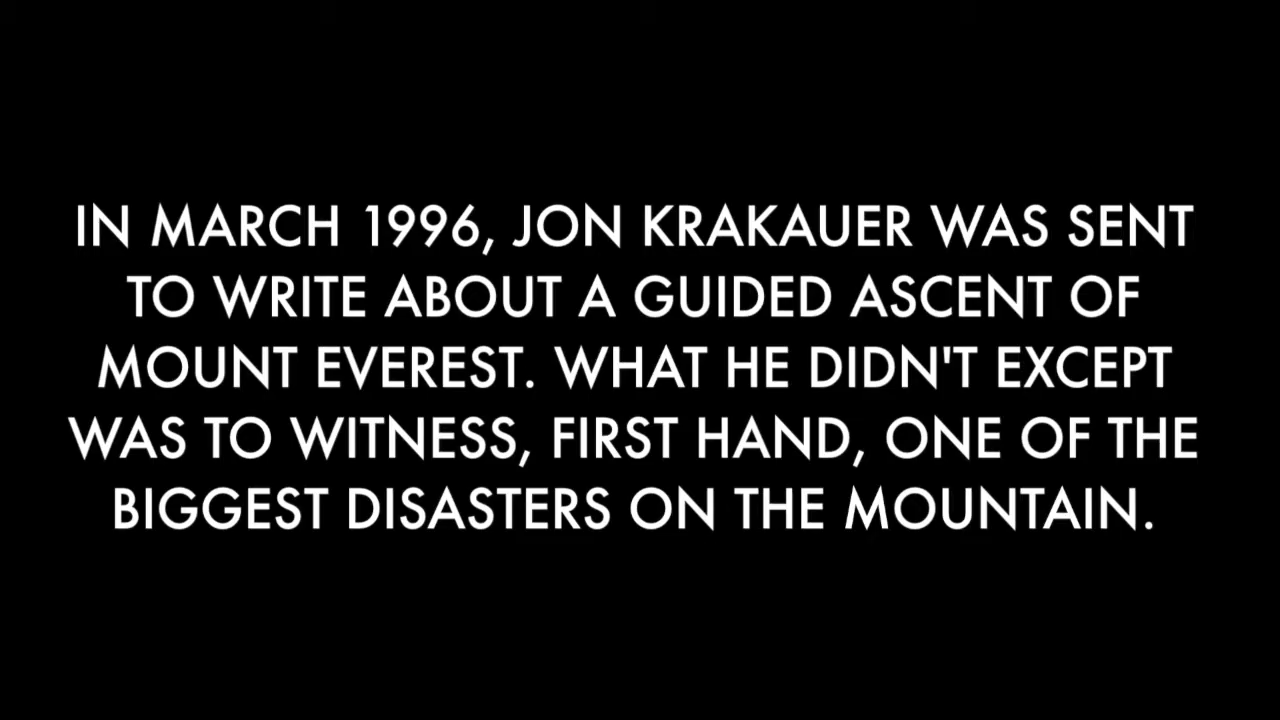 IN MARCH 1996, JON KRAKAUER WAS SENT
TO WRITE ABOUT A GUIDED ASCENT OF
MOUNT EVEREST. WHAT HE DIDN'T EXCEPT
WAS TO WITNESS, FIRST HAND, ONE OF THE
BIGGEST DISASTERS ON THE MOUNTAIN.